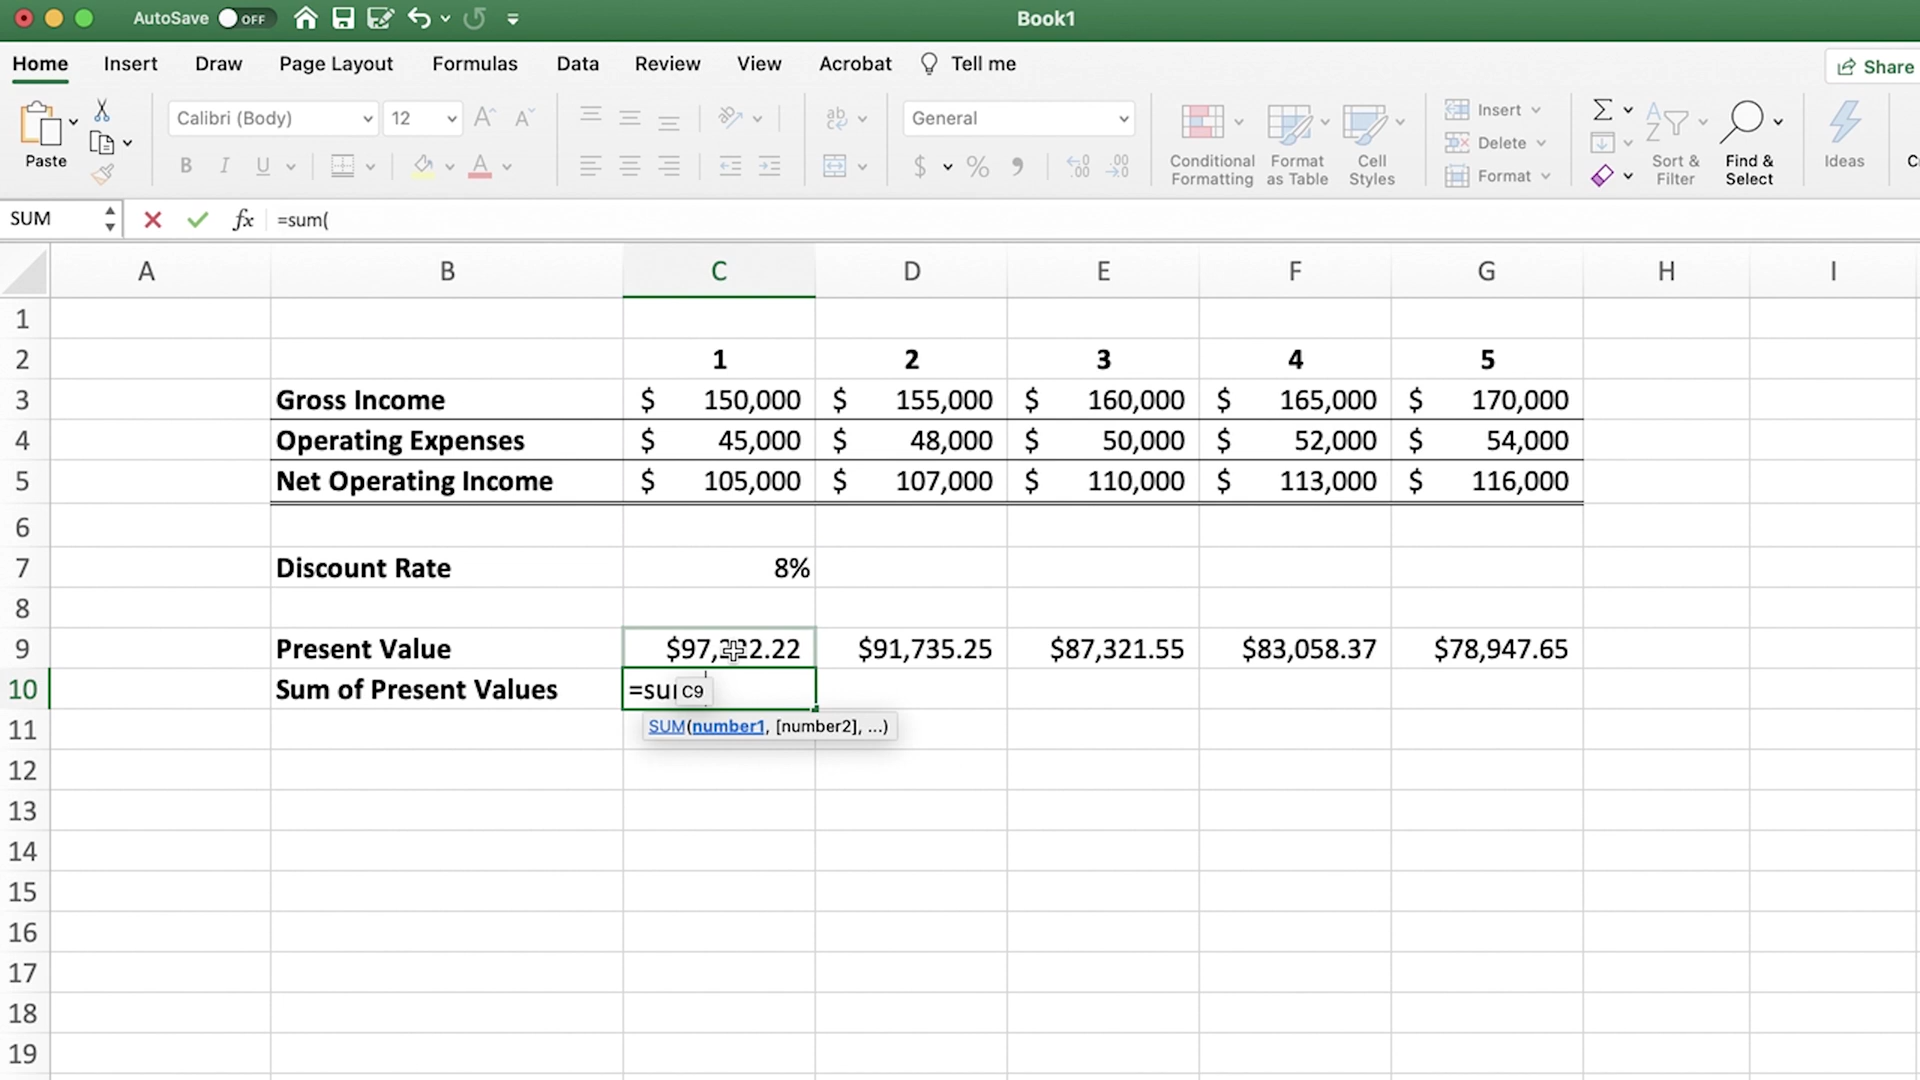 AutoSave OFF Book1
Home Insert Draw Page Layout Formulas Data Review View Acrobat Tell me Share
Paste Calibri (Body) 12 A A ab General Insert Delete Format
B I U A $ % , .00 Conditional Formatting Format as Table Cell Styles Sort & Filter Find & Select Ideas
SUM fx =sum(
A B C D E F G H I
1
2 1 2 3 4 5
3 Gross Income $ 150,000 $ 155,000 $ 160,000 $ 165,000 $ 170,000
4 Operating Expenses $ 45,000 $ 48,000 $ 50,000 $ 52,000 $ 54,000
5 Net Operating Income $ 105,000 $ 107,000 $ 110,000 $ 113,000 $ 116,000
6
7 Discount Rate 8%
8
9 Present Value $91,735.25 $87,321.55 $83,058.37 $78,947.65
10 Sum of Present Values C9
11 SUM(number1, [number2], ...)
12
13
14
15
16
17
18
19